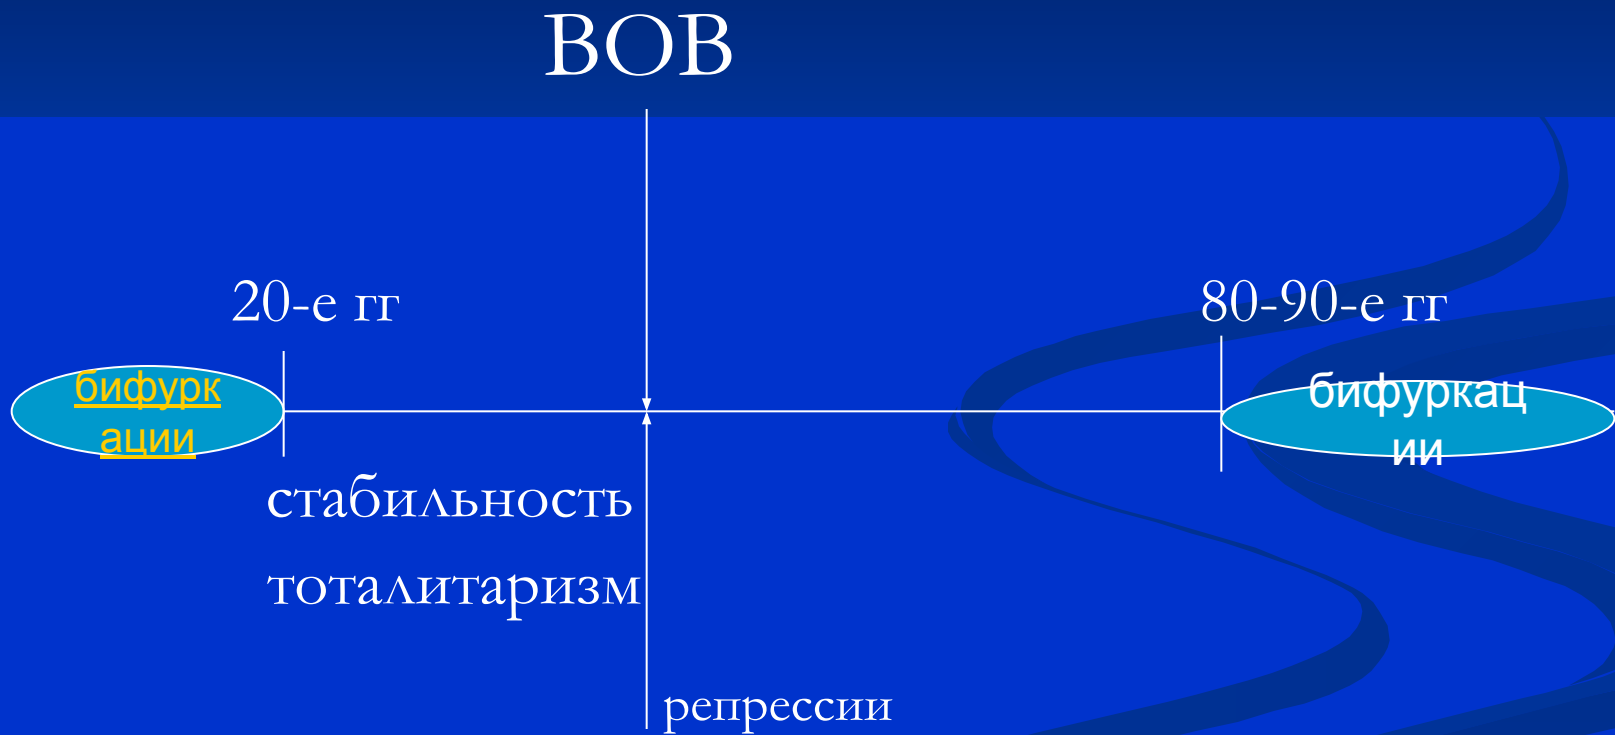 ВОВ
20-е гг
80-90-е гг
бифурк
ации
бифуркац
ии
стабильность
тоталитаризм
репрессии